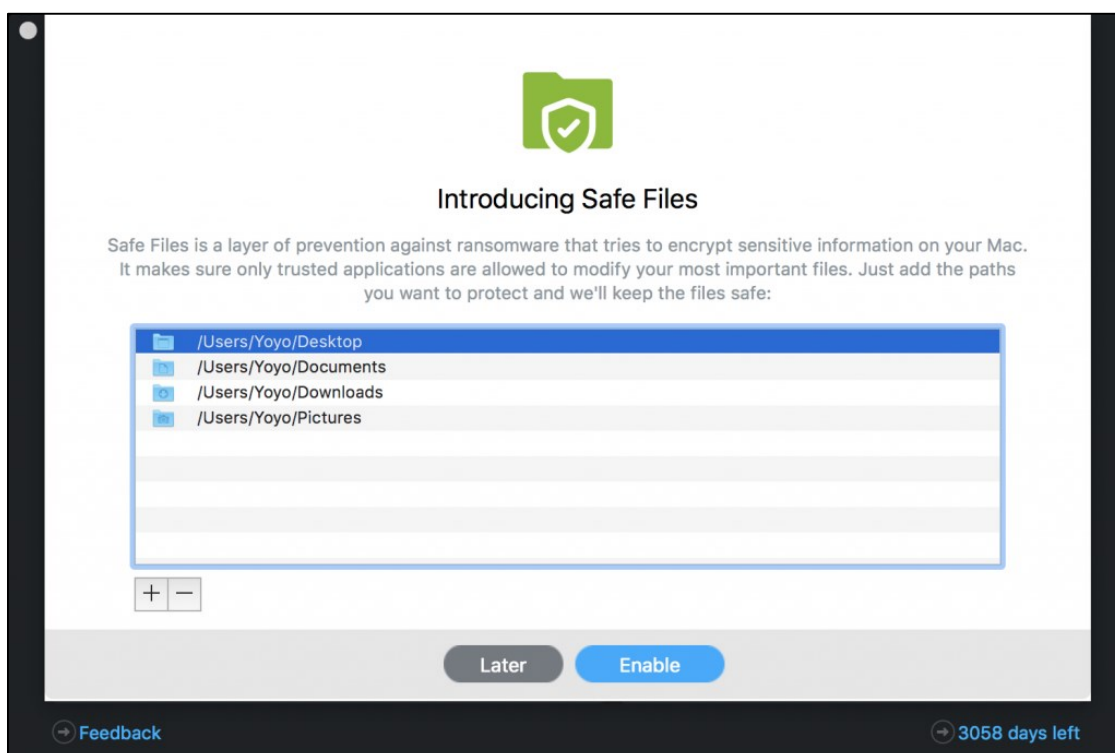 Introducing Safe Files
Safe Files is a layer of prevention against ransomware that tries to encrypt sensitive information on your Mac.
It makes sure only trusted applications are allowed to modify your most important files. Just add the paths
you want to protect and we'll keep the files safe:
/Users/Yoyo/Desktop
/Users/Yoyo/Documents
/Users/Yoyo/Downloads
/Users/Yoyo/Pictures
+ −
Later Enable
Feedback 3058 days left